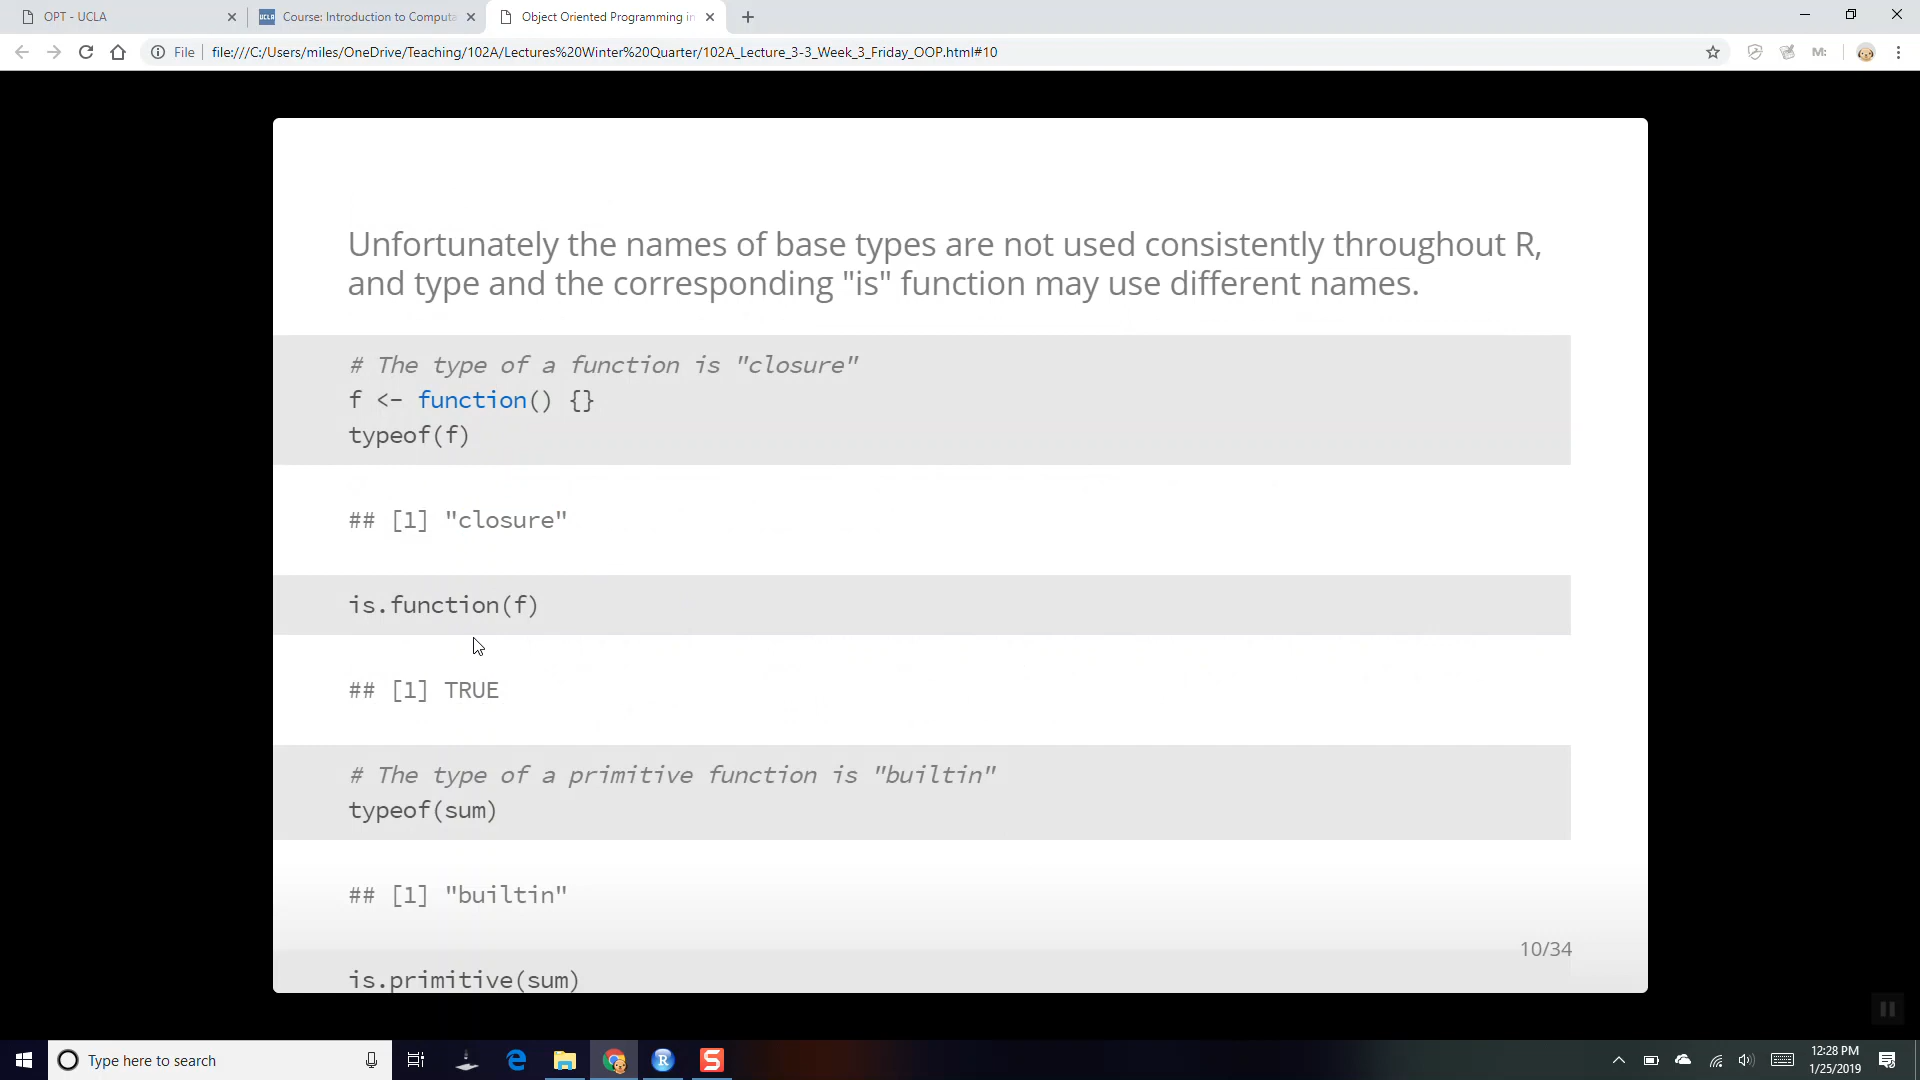 OPT - UCLA
UCLA Course: Introduction to Computa
Object Oriented Programming in
File file:///C:/Users/miles/OneDrive/Teaching/102A/Lectures%20Winter%20Quarter/102A_Lecture_3-3_Week_3_Friday_OOP.html#10
M:
Unfortunately the names of base types are not used consistently throughout R,
and type and the corresponding "is" function may use different names.
# The type of a function is "closure"
f <- function() {}
typeof(f)
## [1] "closure"
is.function(f)
## [1] TRUE
# The type of a primitive function is "builtin"
typeof(sum)
## [1] "builtin"
10/34
is.primitive(sum)
Type here to search
R
S
12:28 PM
1/25/2019